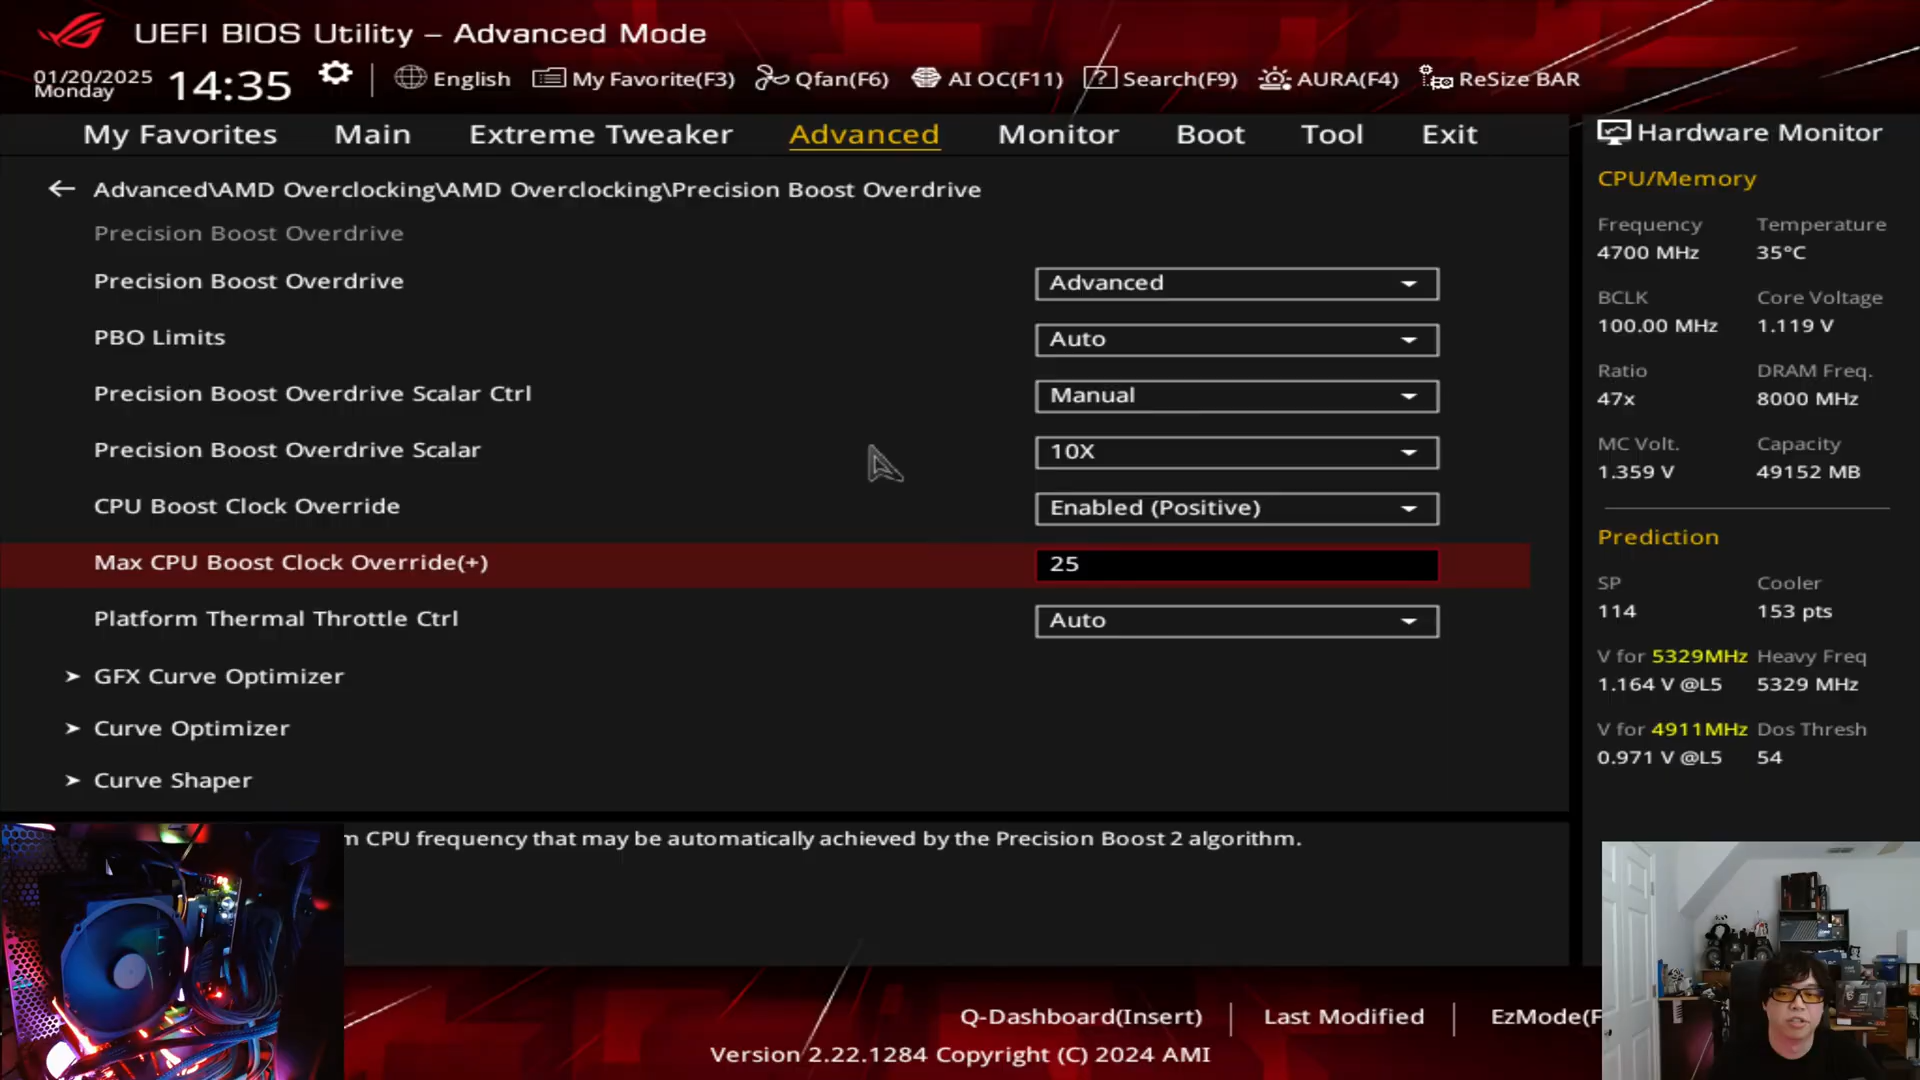 UEFI BIOS Utility – Advanced Mode
01/20/2025
Monday
14:35
English
My Favorite(F3)
Qfan(F6)
AI OC(F11)
Search(F9)
AURA(F4)
ReSize BAR
My Favorites
Main
Extreme Tweaker
Advanced
Monitor
Boot
Tool
Exit
Advanced\AMD Overclocking\AMD Overclocking\Precision Boost Overdrive
Precision Boost Overdrive
Precision Boost Overdrive
Advanced
PBO Limits
Auto
Precision Boost Overdrive Scalar Ctrl
Manual
Precision Boost Overdrive Scalar
10X
CPU Boost Clock Override
Enabled (Positive)
Max CPU Boost Clock Override(+)
25
Platform Thermal Throttle Ctrl
Auto
GFX Curve Optimizer
Curve Optimizer
Curve Shaper
m CPU frequency that may be automatically achieved by the Precision Boost 2 algorithm.
Hardware Monitor
CPU/Memory
Frequency
Temperature
4700 MHz
35°C
BCLK
Core Voltage
100.00 MHz
1.119 V
Ratio
DRAM Freq.
47x
8000 MHz
MC Volt.
Capacity
1.359 V
49152 MB
Prediction
SP
Cooler
114
153 pts
V for 5329MHz
Heavy Freq
1.164 V @L5
5329 MHz
V for 4911MHz
Dos Thresh
0.971 V @L5
54
Q-Dashboard(Insert)
Last Modified
EzMode(F
Version 2.22.1284 Copyright (C) 2024 AMI